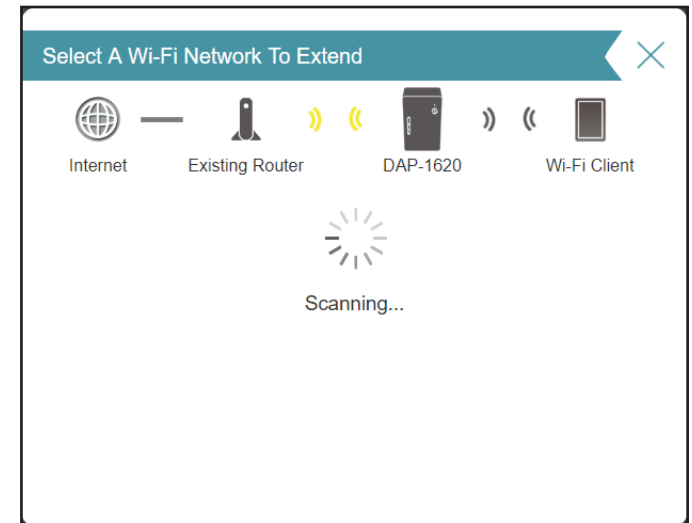 Select A Wi-Fi Network To Extend
Internet Existing Router DAP-1620 Wi-Fi Client
Scanning...